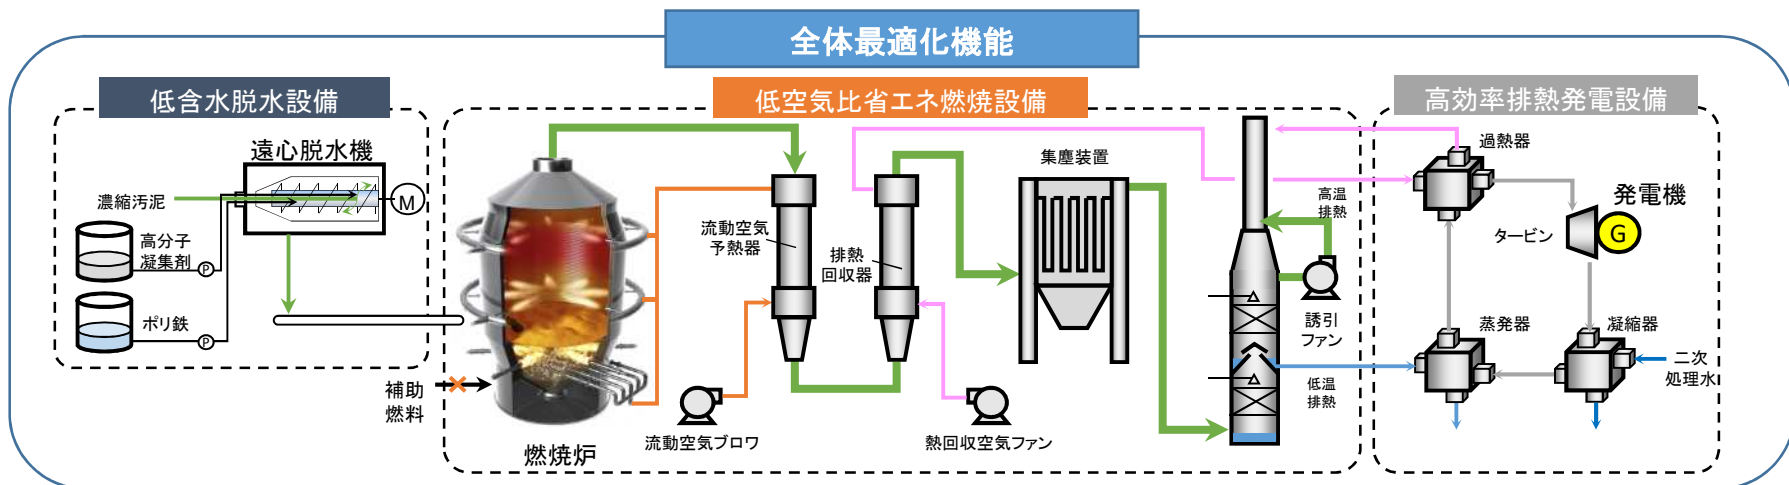 全体最適化機能
低含水脱水設備
遠心脱水機
濃縮汚泥
M
高分子
凝集剤
P
ポリ鉄
P
低空気比省エネ燃焼設備
補助
燃料
燃焼炉
流動空気
予熱器
流動空気ブロワ
排熱
回収器
熱回収空気ファン
集塵装置
高温
排熱
誘引
ファン
低温
排熱
高効率排熱発電設備
過熱器
発電機
タービン
G
蒸発器
凝縮器
二次
処理水